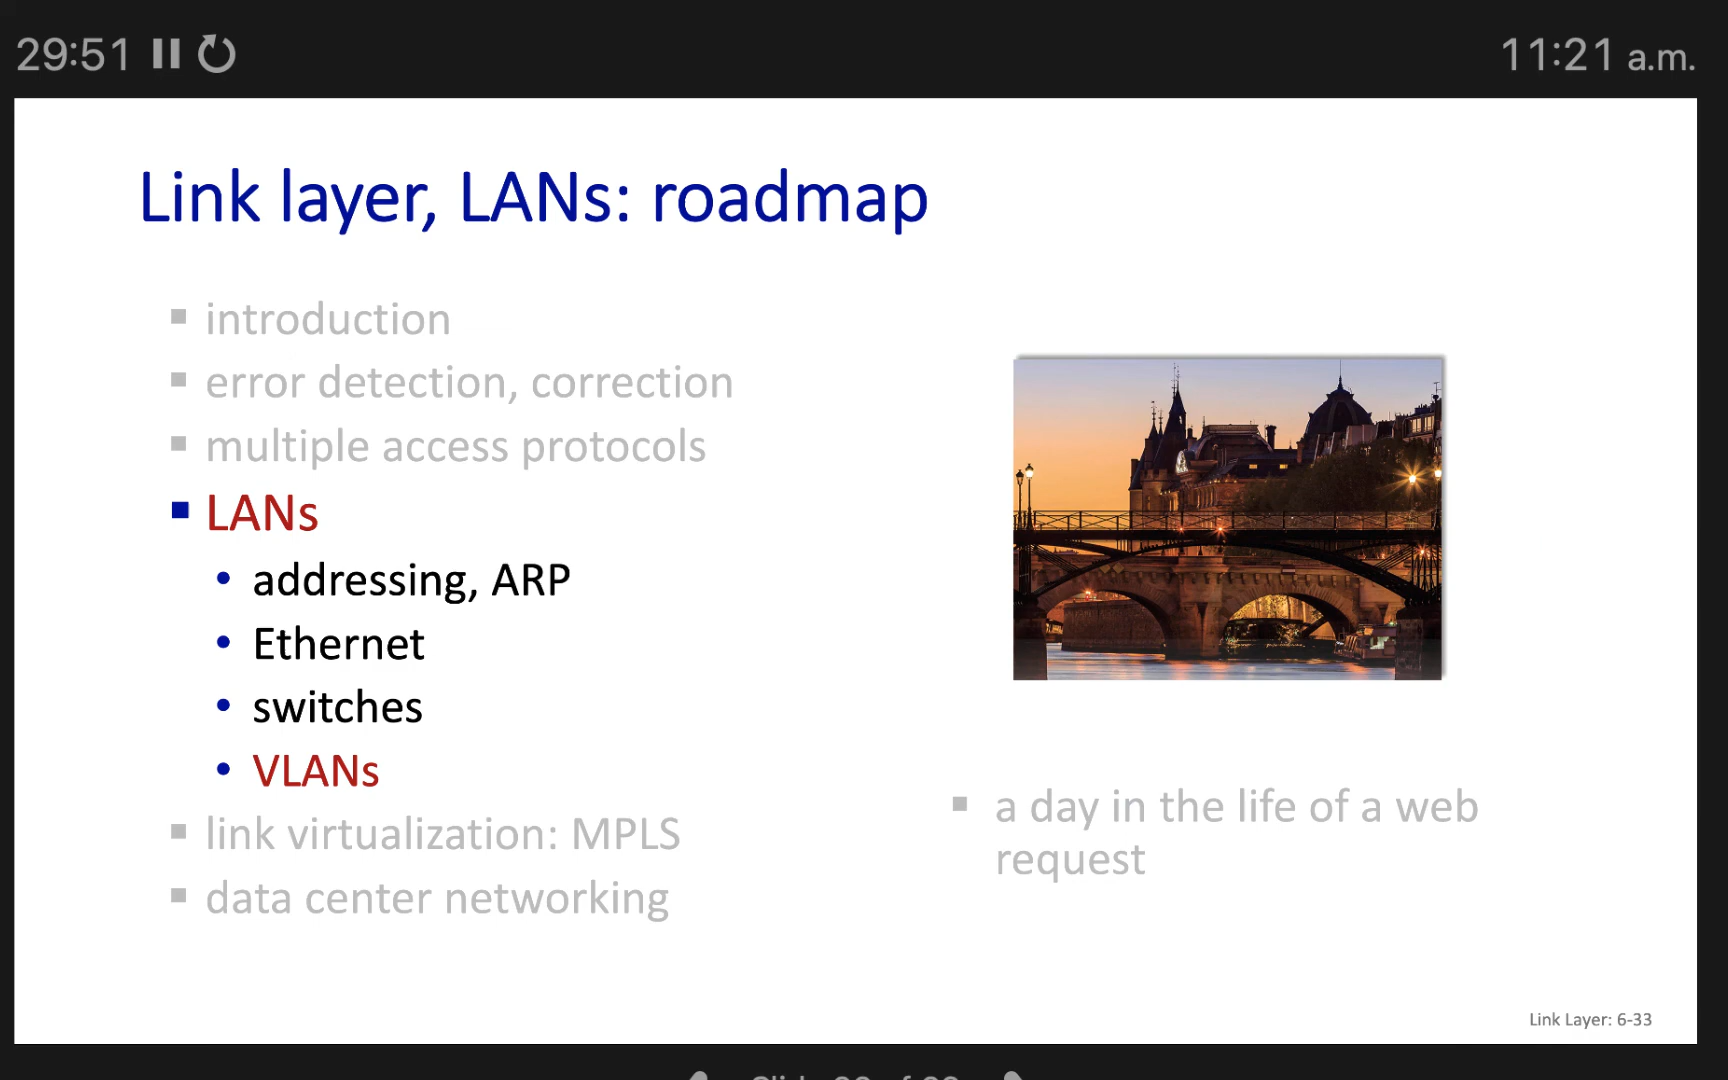 29:51
11:21 a.m.
Link layer, LANs: roadmap
introduction
error detection, correction
multiple access protocols
LANs
addressing, ARP
Ethernet
switches
VLANs
link virtualization: MPLS
data center networking
a day in the life of a web
request
Link Layer: 6-33